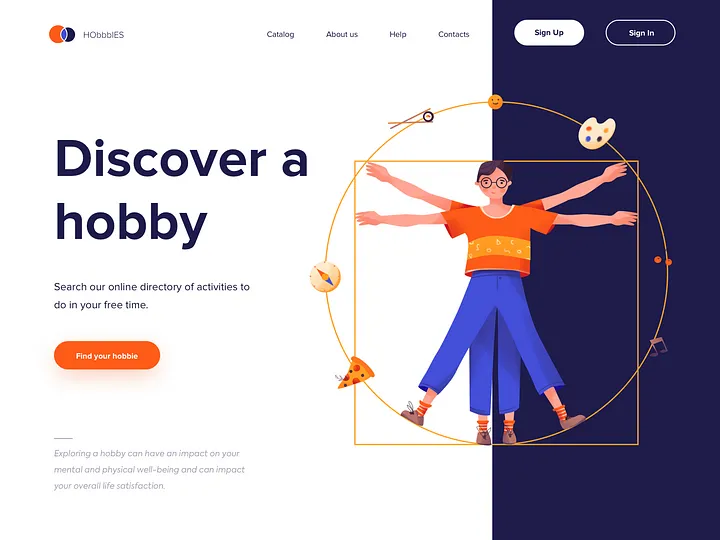 HObbbIES
Catalog
About us
Help
Contacts
Sign Up
Sign In
Discover a
hobby
Search our online directory of activities to
do in your free time.
Find your hobbie
Exploring a hobby can have an impact on your
mental and physical well-being and can impact
your overall life satisfaction.